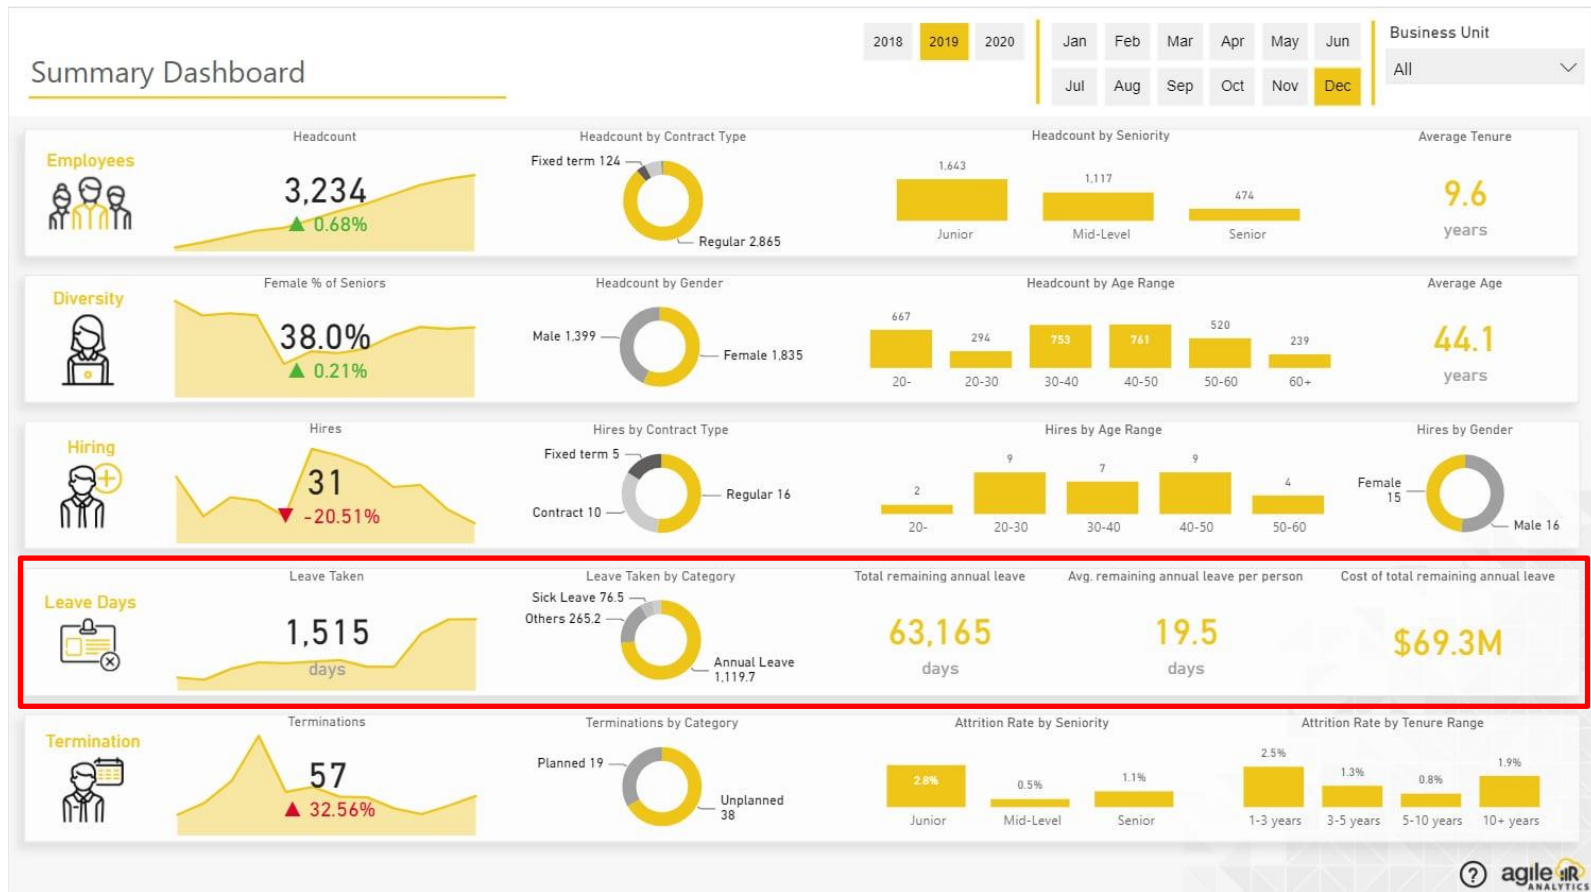 Summary Dashboard
2018 2019 2020
Jan Feb Mar Apr May Jun
Jul Aug Sep Oct Nov Dec
Business Unit
All
Employees
Headcount
3,234
▲ 0.68%
Headcount by Contract Type
Fixed term 124
Regular 2,865
Headcount by Seniority
1,643 1,117 474
Junior Mid-Level Senior
Average Tenure
9.6
years
Diversity
Female % of Seniors
38.0%
▲ 0.21%
Headcount by Gender
Male 1,399
Female 1,835
Headcount by Age Range
667 294 753 761 520 239
20- 20-30 30-40 40-50 50-60 60+
Average Age
44.1
years
Hiring
Hires
31
▼ -20.51%
Hires by Contract Type
Fixed term 5
Regular 16
Contract 10
Hires by Age Range
2 9 7 9 4
20- 20-30 30-40 40-50 50-60
Hires by Gender
Female
15
Male 16
Leave Days
Leave Taken
1,515
days
Leave Taken by Category
Sick Leave 76.5
Others 265.2
Annual Leave
1,119.7
Total remaining annual leave
63,165
days
Avg. remaining annual leave per person
19.5
days
Cost of total remaining annual leave
$69.3M
Termination
Terminations
57
▲ 32.56%
Terminations by Category
Planned 19
Unplanned
38
Attrition Rate by Seniority
2.8% 0.5% 1.1%
Junior Mid-Level Senior
Attrition Rate by Tenure Range
2.5% 1.3% 0.8% 1.9%
1-3 years 3-5 years 5-10 years 10+ years
?
agile HR
ANALYTICS